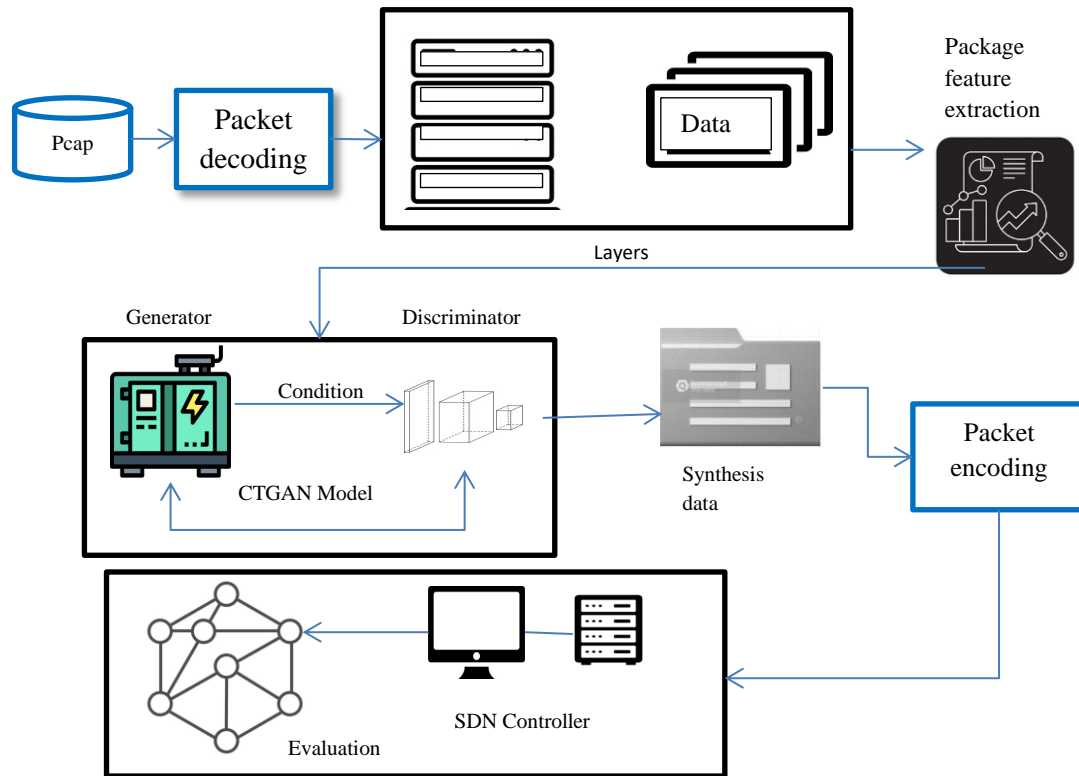 Pcap
Packet
decoding
Data
Package
feature
extraction
Layers
Generator
Discriminator
Condition
CTGAN Model
Synthesis
data
Packet
encoding
SDN Controller
Evaluation